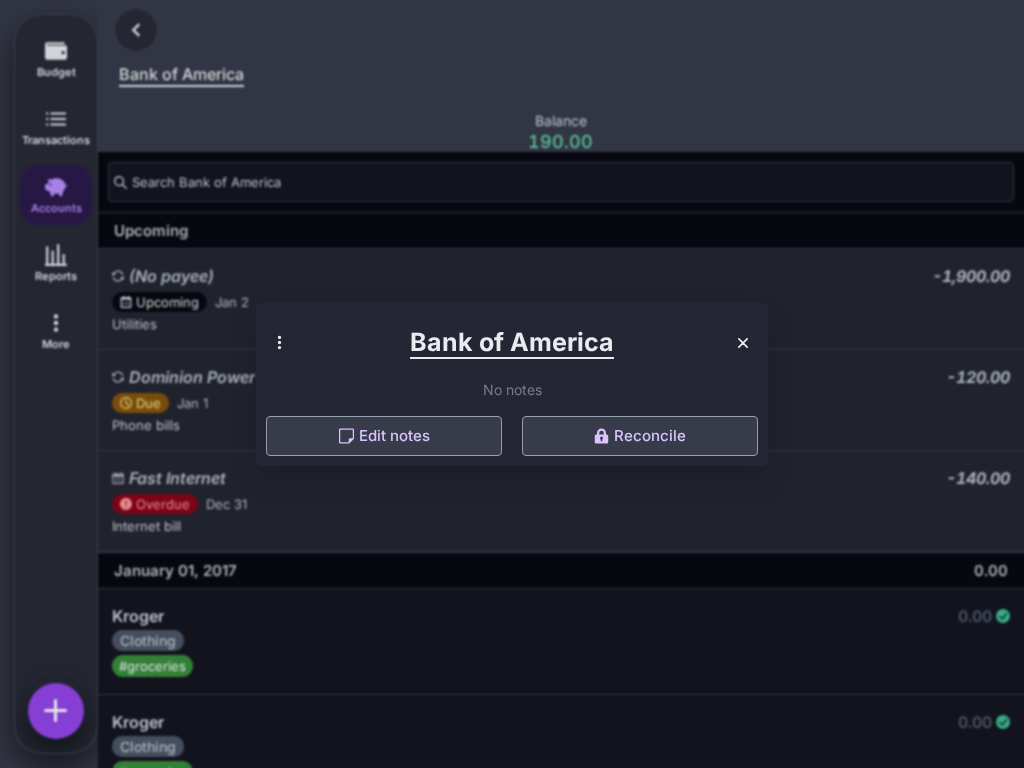 Budget
Transactions
Accounts
Reports
More
Bank of America
Balance
190.00
Search Bank of America
Upcoming
(No payee) -1,900.00
Upcoming Jan 2
Utilities
Dominion Power -120.00
Due Jan 1
Phone bills
Fast Internet -140.00
Overdue Dec 31
Internet bill
Bank of America
No notes
Edit notes Reconcile
January 01, 2017 0.00
Kroger 0.00
Clothing
#groceries
Kroger 0.00
Clothing